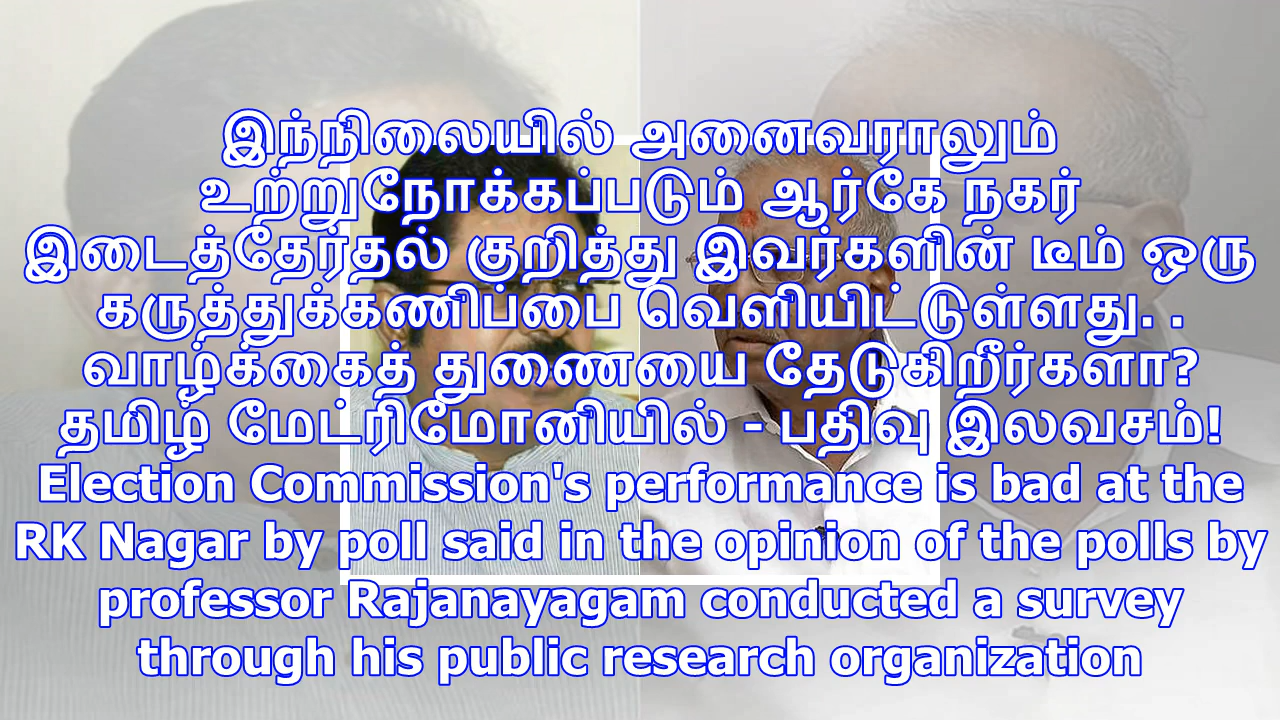 இந்நிலையில் அனைவராலும்
உற்றுநோக்கப்படும் ஆர்கே நகர்
இடைத்தேர்தல் குறித்து இவர்களின் டீம் ஒரு
கருத்துக்கணிப்பை வெளியிட்டுள்ளது. .
வாழ்க்கைத் துணையை தேடுகிறீர்களா?
தமிழ் மேட்ரிமோனியில் - பதிவு இலவசம்!
Election Commission's performance is bad at the
RK Nagar by poll said in the opinion of the polls by
professor Rajanayagam conducted a survey
through his public research organization